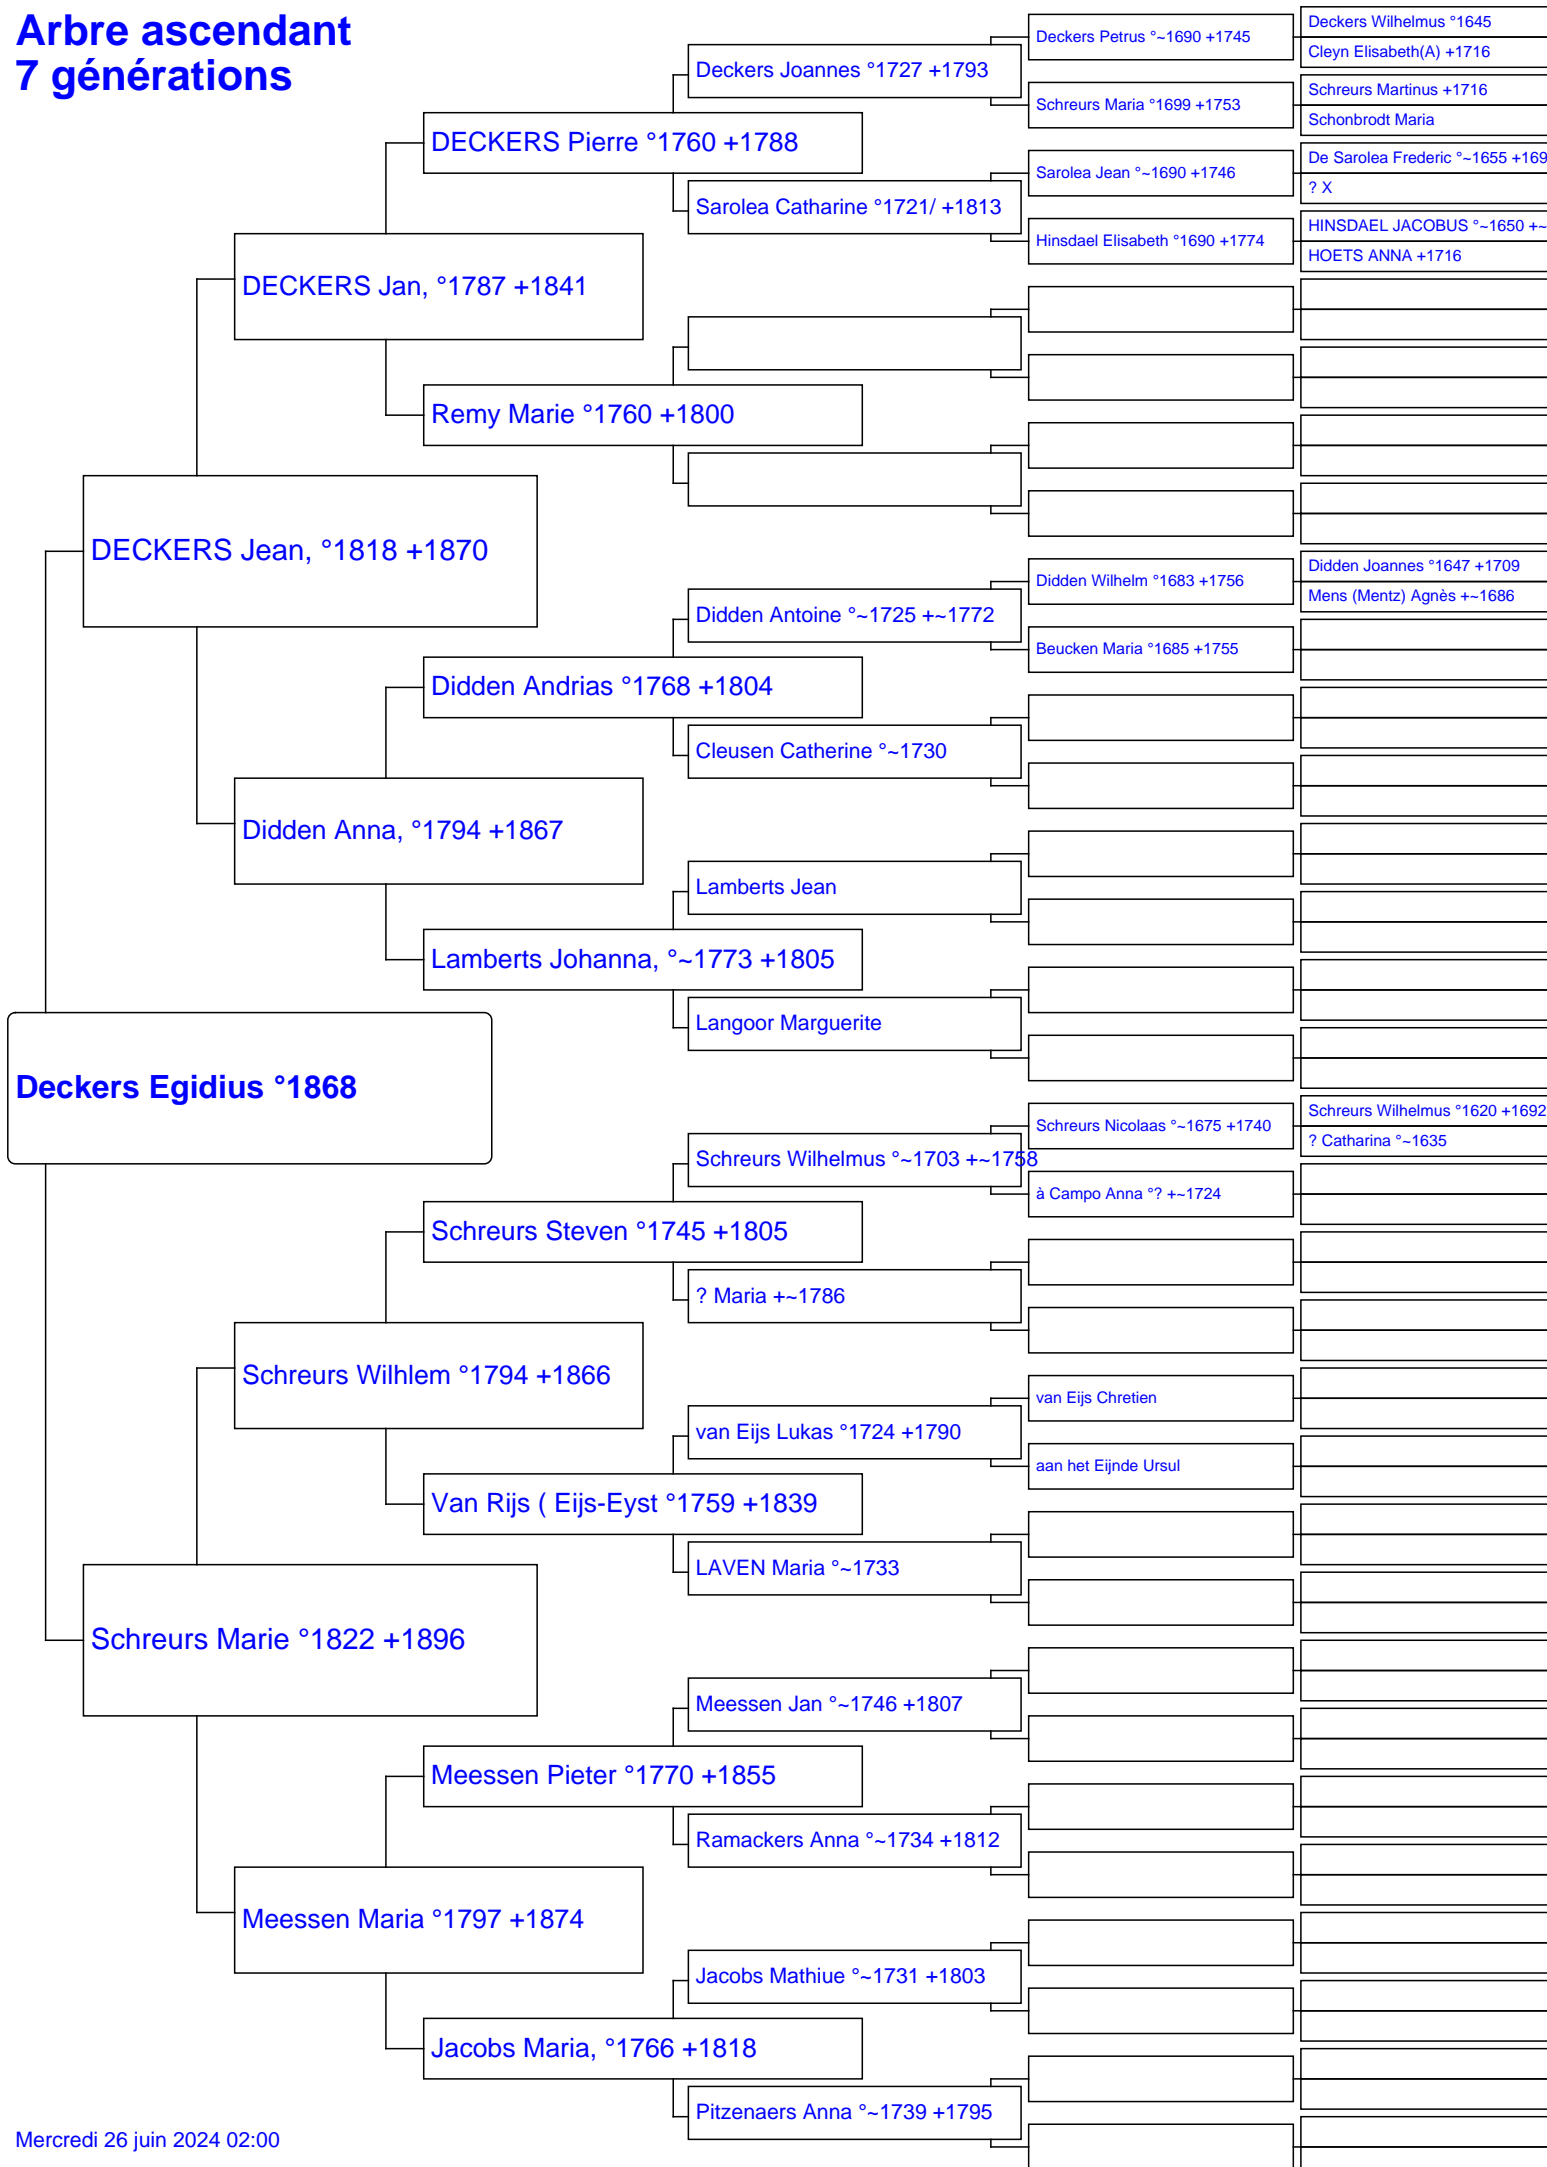 Arbre ascendant
7 générations
Deckers Egidius °1868
DECKERS Jean, °1818 +1870
Schreurs Marie °1822 +1896
DECKERS Jan, °1787 +1841
Didden Anna, °1794 +1867
Schreurs Wilhlem °1794 +1866
Meessen Maria °1797 +1874
DECKERS Pierre °1760 +1788
Remy Marie °1760 +1800
Didden Andrias °1768 +1804
Lamberts Johanna, °~1773 +1805
Schreurs Steven °1745 +1805
Van Rijs ( Eijs-Eyst °1759 +1839
Meessen Pieter °1770 +1855
Jacobs Maria, °1766 +1818
Deckers Joannes °1727 +1793
Sarolea Catharine °1721/ +1813
Didden Antoine °~1725 +~1772
Cleusen Catherine °~1730
Lamberts Jean
Langoor Marguerite
Schreurs Wilhelmus °~1703 +~1758
? Maria +~1786
van Eijs Lukas °1724 +1790
LAVEN Maria °~1733
Meessen Jan °~1746 +1807
Ramackers Anna °~1734 +1812
Jacobs Mathiue °~1731 +1803
Pitzenaers Anna °~1739 +1795
Deckers Petrus °~1690 +1745
Schreurs Maria °1699 +1753
Sarolea Jean °~1690 +1746
Hinsdael Elisabeth °1690 +1774
Didden Wilhelm °1683 +1756
Beucken Maria °1685 +1755
Schreurs Nicolaas °~1675 +1740
à Campo Anna °? +~1724
van Eijs Chretien
aan het Eijnde Ursul
Deckers Wilhelmus °1645
Cleyn Elisabeth(A) +1716
Schreurs Martinus +1716
Schonbrodt Maria
De Sarolea Frederic °~1655 +169
? X
HINSDAEL JACOBUS °~1650 +~
HOETS ANNA +1716
Didden Joannes °1647 +1709
Mens (Mentz) Agnès +~1686
Schreurs Wilhelmus °1620 +1692
? Catharina °~1635
Mercredi 26 juin 2024 02:00